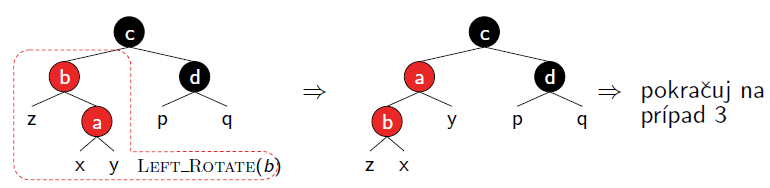 c
b
d
z
a
p
q
x
y
LEFT_ROTATE(b)
⇒
c
a
d
b
y
p
q
z
x
⇒
pokračuj na
prípad 3